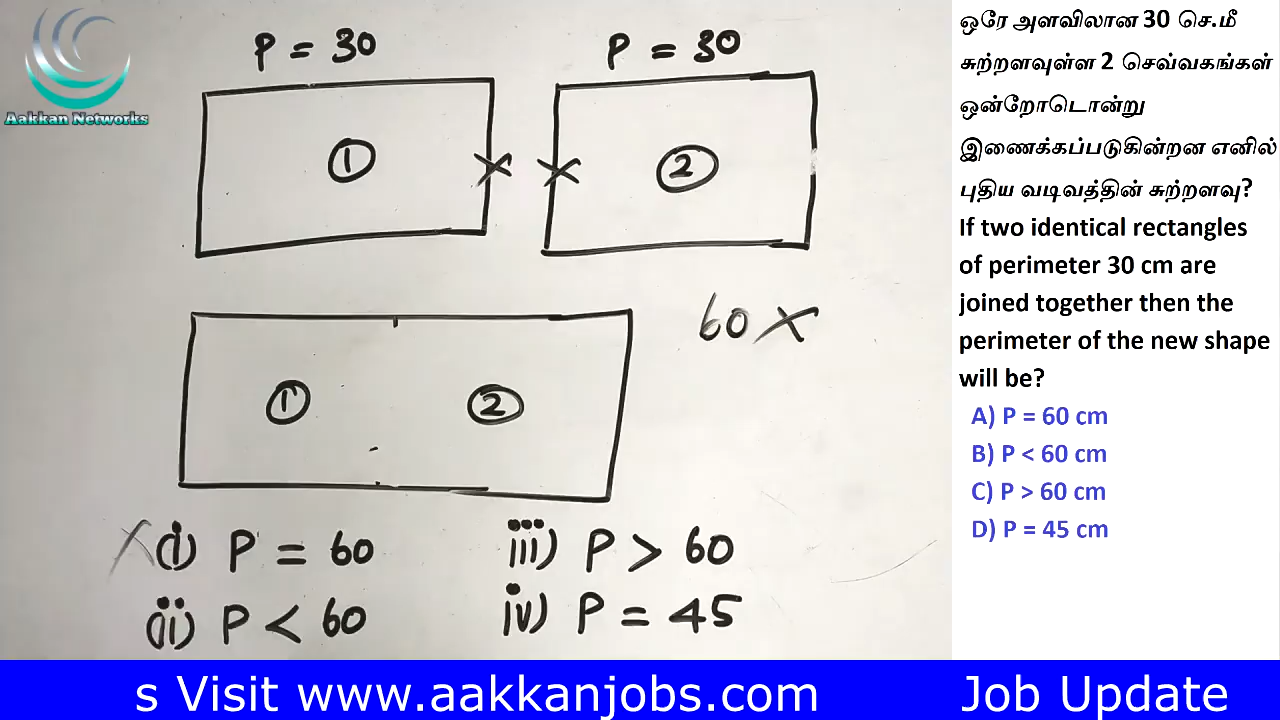 Aakkan Networks
P = 30
P = 30
1
2
60 X
1
2
X (i) P = 60
iii) P > 60
(ii) P < 60
iv) P = 45
ஒரே அளவிலான 30 செ.மீ
சுற்றளவுள்ள 2 செவ்வகங்கள்
ஒன்றோடொன்று
இணைக்கப்படுகின்றன எனில்
புதிய வடிவத்தின் சுற்றளவு?
If two identical rectangles
of perimeter 30 cm are
joined together then the
perimeter of the new shape
will be?
A) P = 60 cm
B) P < 60 cm
C) P > 60 cm
D) P = 45 cm
s Visit www.aakkanjobs.com Job Update